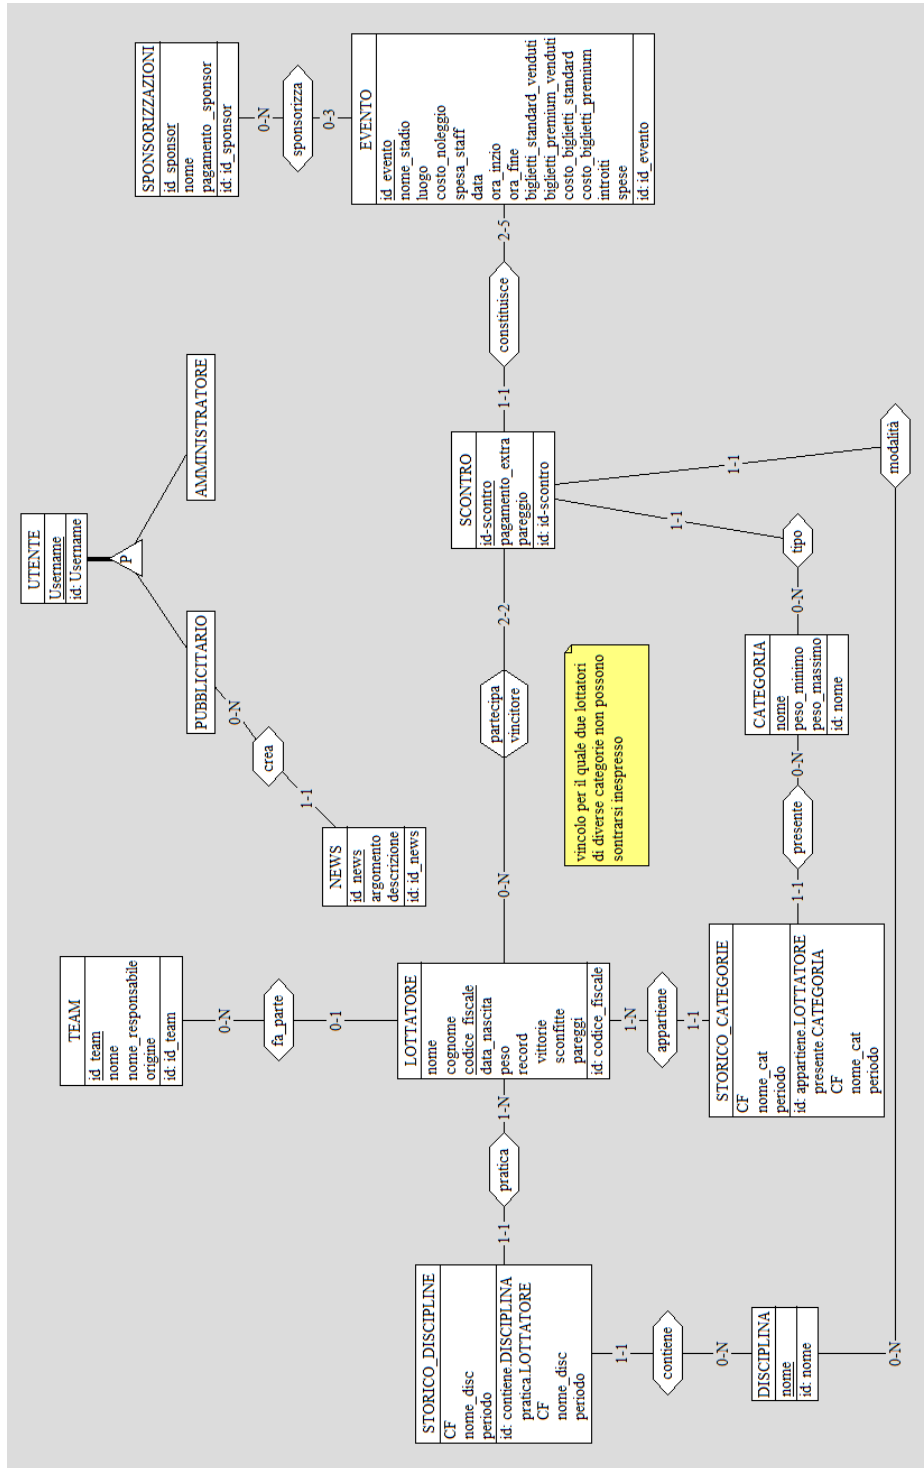 UTENTE
Username
id: Username
P
PUBBLICITARIO
AMMINISTRATORE
0-N
crea
1-1
NEWS
id_news
argomento
descrizione
id: id_news
TEAM
id_team
nome
nome_responsabile
origine
id: id_team
0-N
fa_parte
0-1
SPONSORIZZAZIONI
id_sponsor
nome
pagamento _sponsor
id: id_sponsor
0-N
sponsorizza
0-3
STORICO_DISCIPLINE
CF
nome_disc
periodo
id: contiene.DISCIPLINA
pratica.LOTTATORE
CF
nome_disc
periodo
1-1
pratica
1-N
LOTTATORE
nome
cognome
codice_fiscale
data_nascita
peso
record
vittorie
sconfitte
pareggi
id: codice_fiscale
0-N
partecipa
vincitore
2-2
SCONTRO
id-scontro
pagamento_extra
pareggio
id: id-scontro
1-1
constituisce
2-5
EVENTO
id_evento
nome_stadio
luogo
costo_noleggio
spesa_staff
data
ora_inzio
ora_fine
biglietti_standard_venduti
biglietti_premium_venduti
costo_biglietti_standard
costo_biglietti_premium
introiti
spese
id: id_evento
vincolo per il quale due lottatori
di diverse categorie non possono
sontrarsi inespresso
1-1
contiene
0-N
DISCIPLINA
nome
id: nome
0-N
1-N
appartiene
1-1
STORICO_CATEGORIE
CF
nome_cat
periodo
id: appartiene.LOTTATORE
presente.CATEGORIA
CF
nome_cat
periodo
1-1
presente
0-N
CATEGORIA
nome
peso_minimo
peso_massimo
id: nome
0-N
tipo
1-1
1-1
modalità